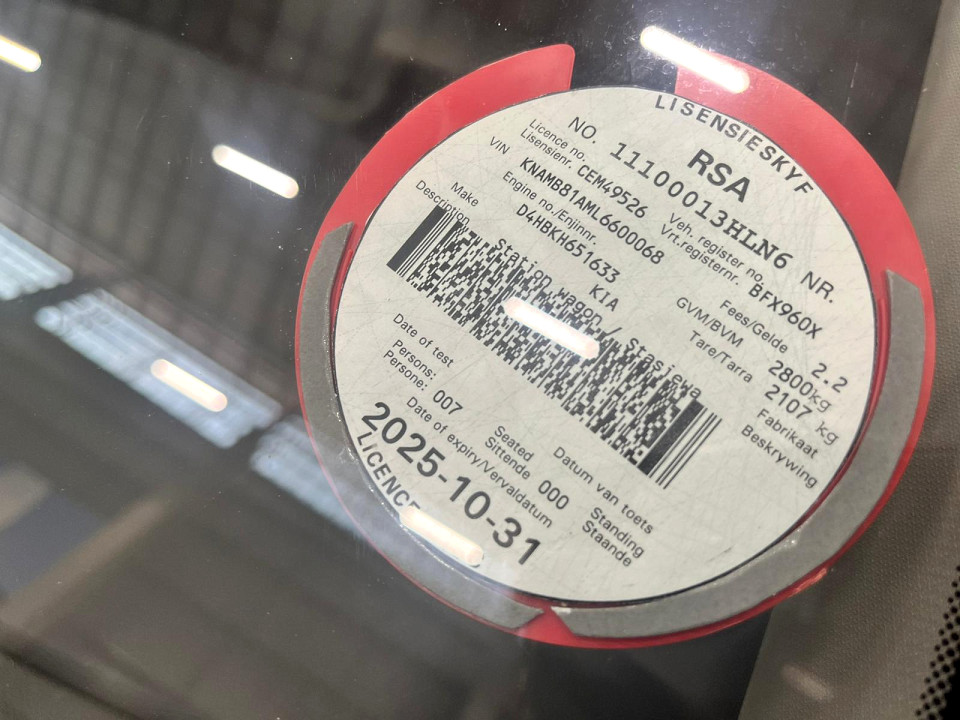 LISENSIESKYF
RSA
NO. 11100013HLN6 NR.
Licence no.
Lisensienr. CEM49526
Veh. register no.
Vrt.registernr. BFX960X
VIN KNAMB81AML6600068
Fees/Gelde 2.2
Engine no./Enjinnr.
D4HBKH651633
GVM/BVM 2800kg
Tare/Tarra 2107 kg
Make KIA Fabrikaat
Description Station wagon / Stasiewa Beskrywing
Date of test Datum van toets
Persons:
Persone: 007
Seated
Sittende 000
Standing
Staande
Date of expiry/Vervaldatum
2025-10-31
LICENCE